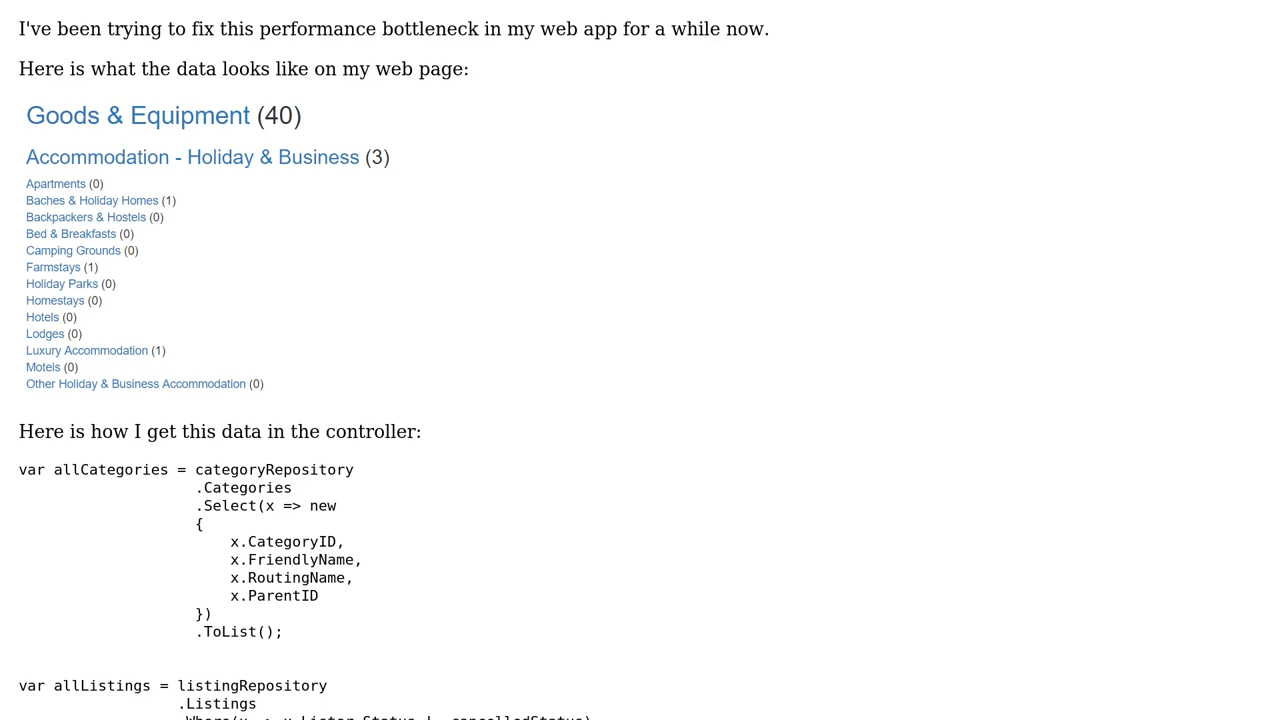 I've been trying to fix this performance bottleneck in my web app for a while now.
Here is what the data looks like on my web page:
Goods & Equipment (40)
Accommodation - Holiday & Business (3)
Apartments (0)
Baches & Holiday Homes (1)
Backpackers & Hostels (0)
Bed & Breakfasts (0)
Camping Grounds (0)
Farmstays (1)
Holiday Parks (0)
Homestays (0)
Hotels (0)
Lodges (0)
Luxury Accommodation (1)
Motels (0)
Other Holiday & Business Accommodation (0)
Here is how I get this data in the controller:
var allCategories = categoryRepository
.Categories
.Select(x => new
{
x.CategoryID,
x.FriendlyName,
x.RoutingName,
x.ParentID
})
.ToList();
var allListings = listingRepository
.Listings
.Where(x => x.Lister.Status != cancelledStatus)